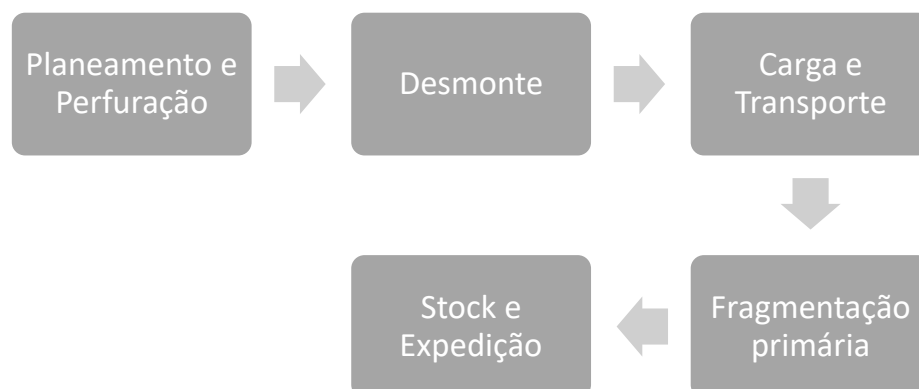 Planeamento e
Perfuração
Desmonte
Carga e
Transporte
Fragmentação
primária
Stock e
Expedição